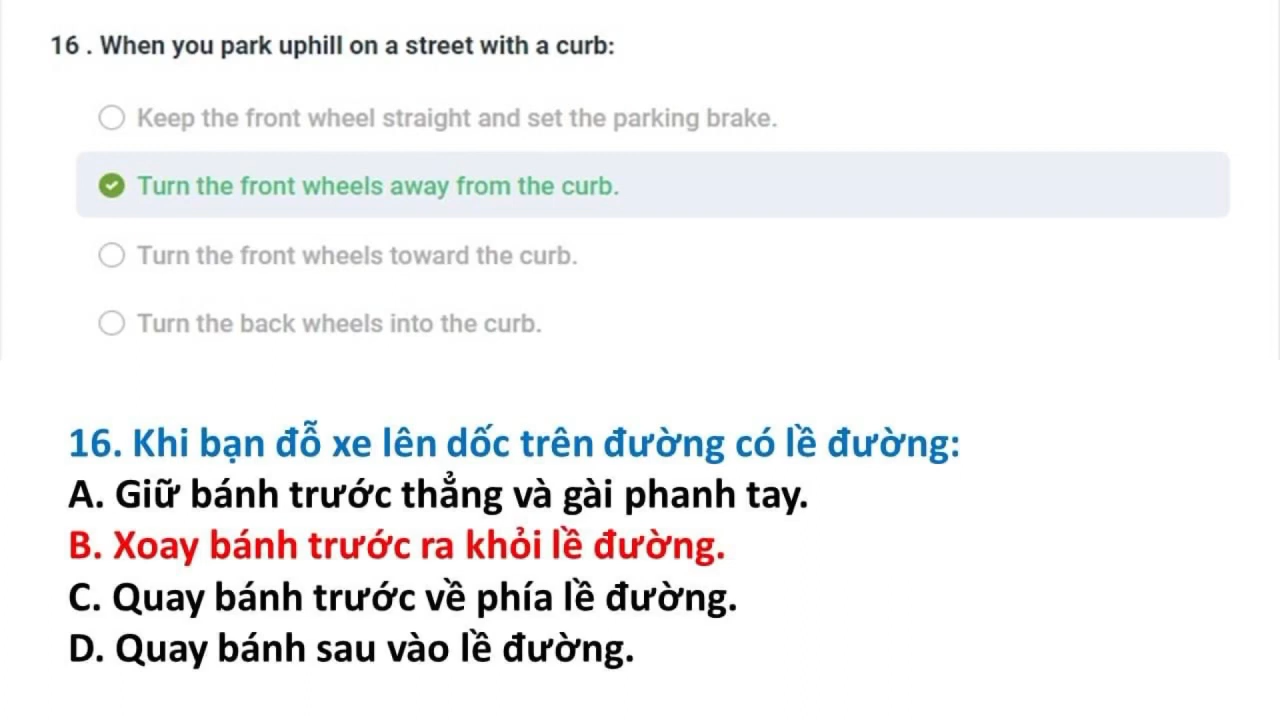 16 . When you park uphill on a street with a curb:
Keep the front wheel straight and set the parking brake.
Turn the front wheels away from the curb.
Turn the front wheels toward the curb.
Turn the back wheels into the curb.
16. Khi bạn đỗ xe lên dốc trên đường có lề đường:
A. Giữ bánh trước thẳng và gài phanh tay.
B. Xoay bánh trước ra khỏi lề đường.
C. Quay bánh trước về phía lề đường.
D. Quay bánh sau vào lề đường.